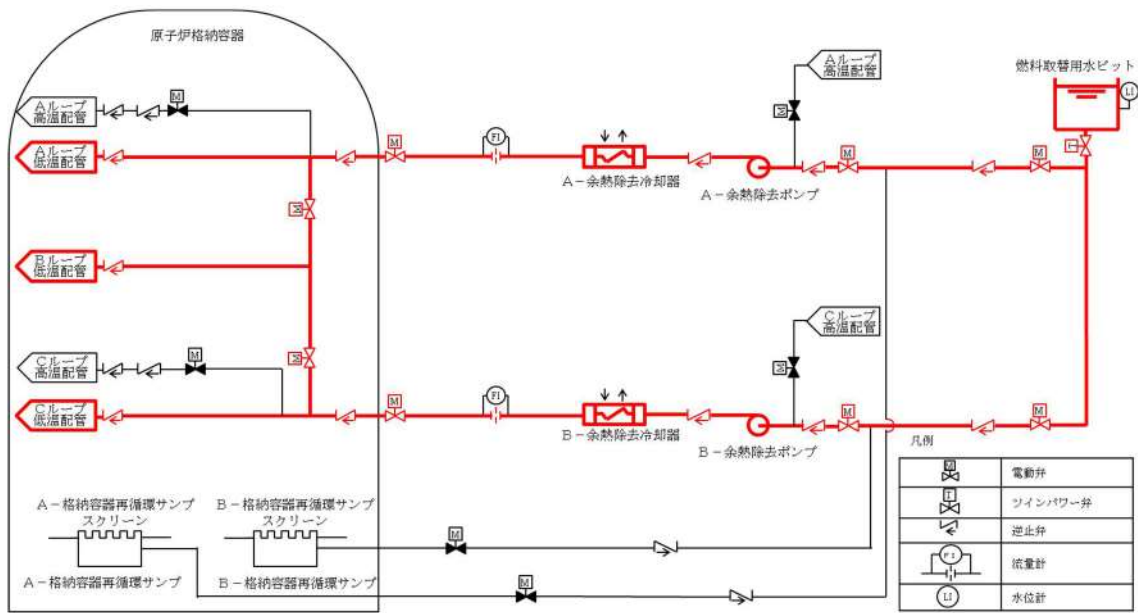 原子炉格納容器
Aループ
高温配管
M
Aループ
低温配管
M
Bループ
低温配管
M
Cループ
高温配管
M
M
Cループ
低温配管
M
FI
A-余熱除去冷却器
A-余熱除去ポンプ
Aループ
高温配管
M
M
M
燃料取替用水ピット
LI
T
M
FI
B-余熱除去冷却器
B-余熱除去ポンプ
Cループ
高温配管
M
M
M
A-格納容器再循環サンプ
スクリーン
B-格納容器再循環サンプ
スクリーン
A-格納容器再循環サンプ
B-格納容器再循環サンプ
M
M
凡例
M
電動弁
T
ツインパワー弁
逆止弁
FI
流量計
LI
水位計